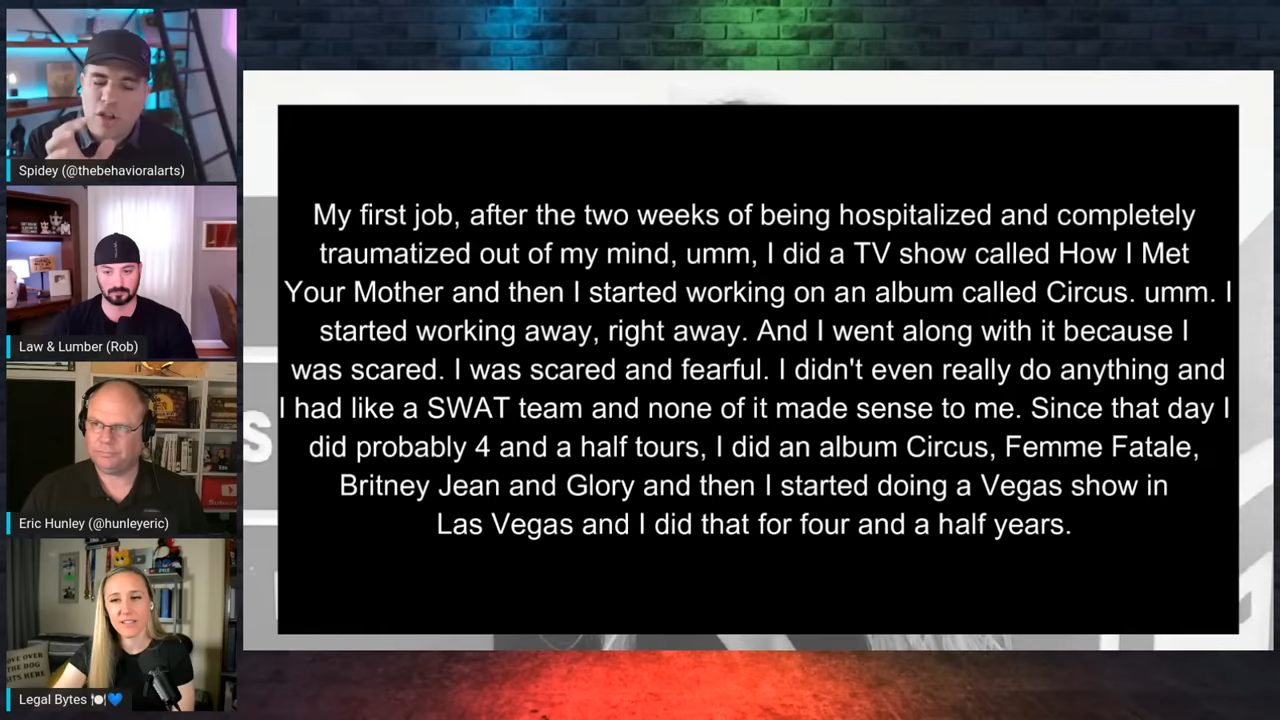 Spidey (@thebehavioralarts)
Law & Lumber (Rob)
Eric Hunley (@hunleyeric)
Legal Bytes 🍽️💙
My first job, after the two weeks of being hospitalized and completely
traumatized out of my mind, umm, I did a TV show called How I Met
Your Mother and then I started working on an album called Circus. umm. I
started working away, right away. And I went along with it because I
was scared. I was scared and fearful. I didn't even really do anything and
I had like a SWAT team and none of it made sense to me. Since that day I
did probably 4 and a half tours, I did an album Circus, Femme Fatale,
Britney Jean and Glory and then I started doing a Vegas show in
Las Vegas and I did that for four and a half years.